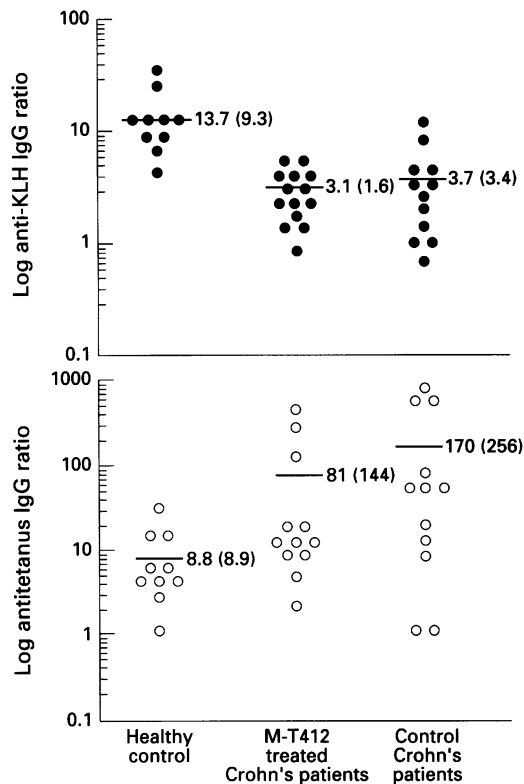 Log anti-KLH IgG ratio
100
10
1
0.1
13.7 (9.3)
3.1 (1.6)
3.7 (3.4)
Log antitetanus IgG ratio
1000
100
10
1
0.1
8.8 (8.9)
81 (144)
170 (256)
Healthy
control
M-T412
treated
Crohn's patients
Control
Crohn's
patients